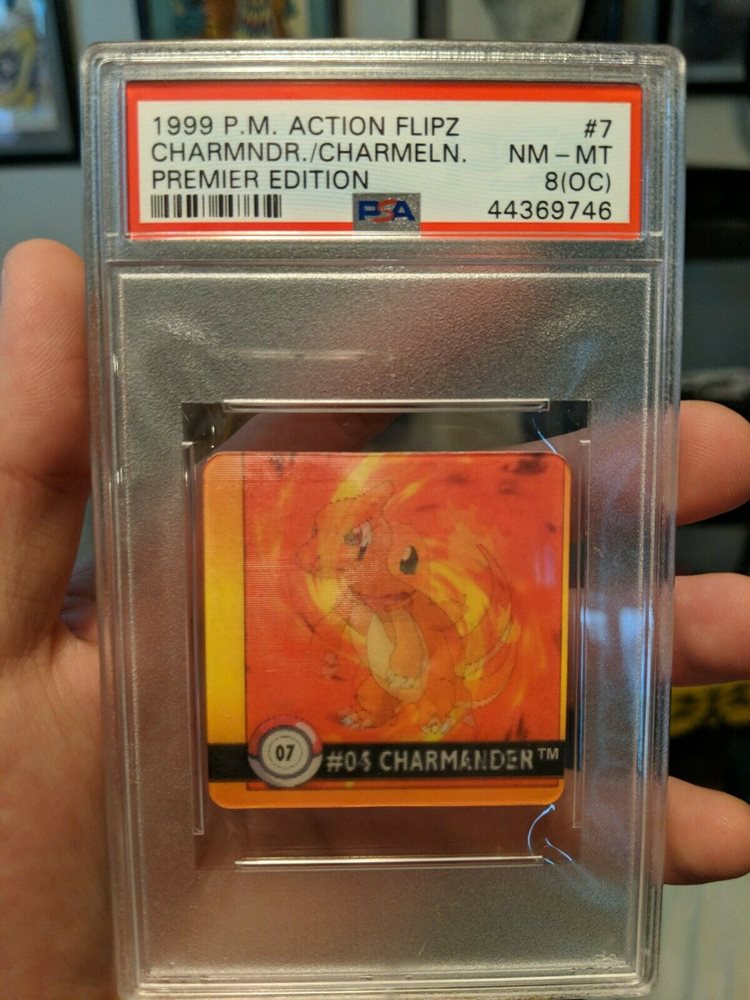 1999 P.M. ACTION FLIPZ #7
CHARMNDR./CHARMELN. NM – MT
PREMIER EDITION 8(OC)
PSA 44369746
07 #04 CHARMANDER™